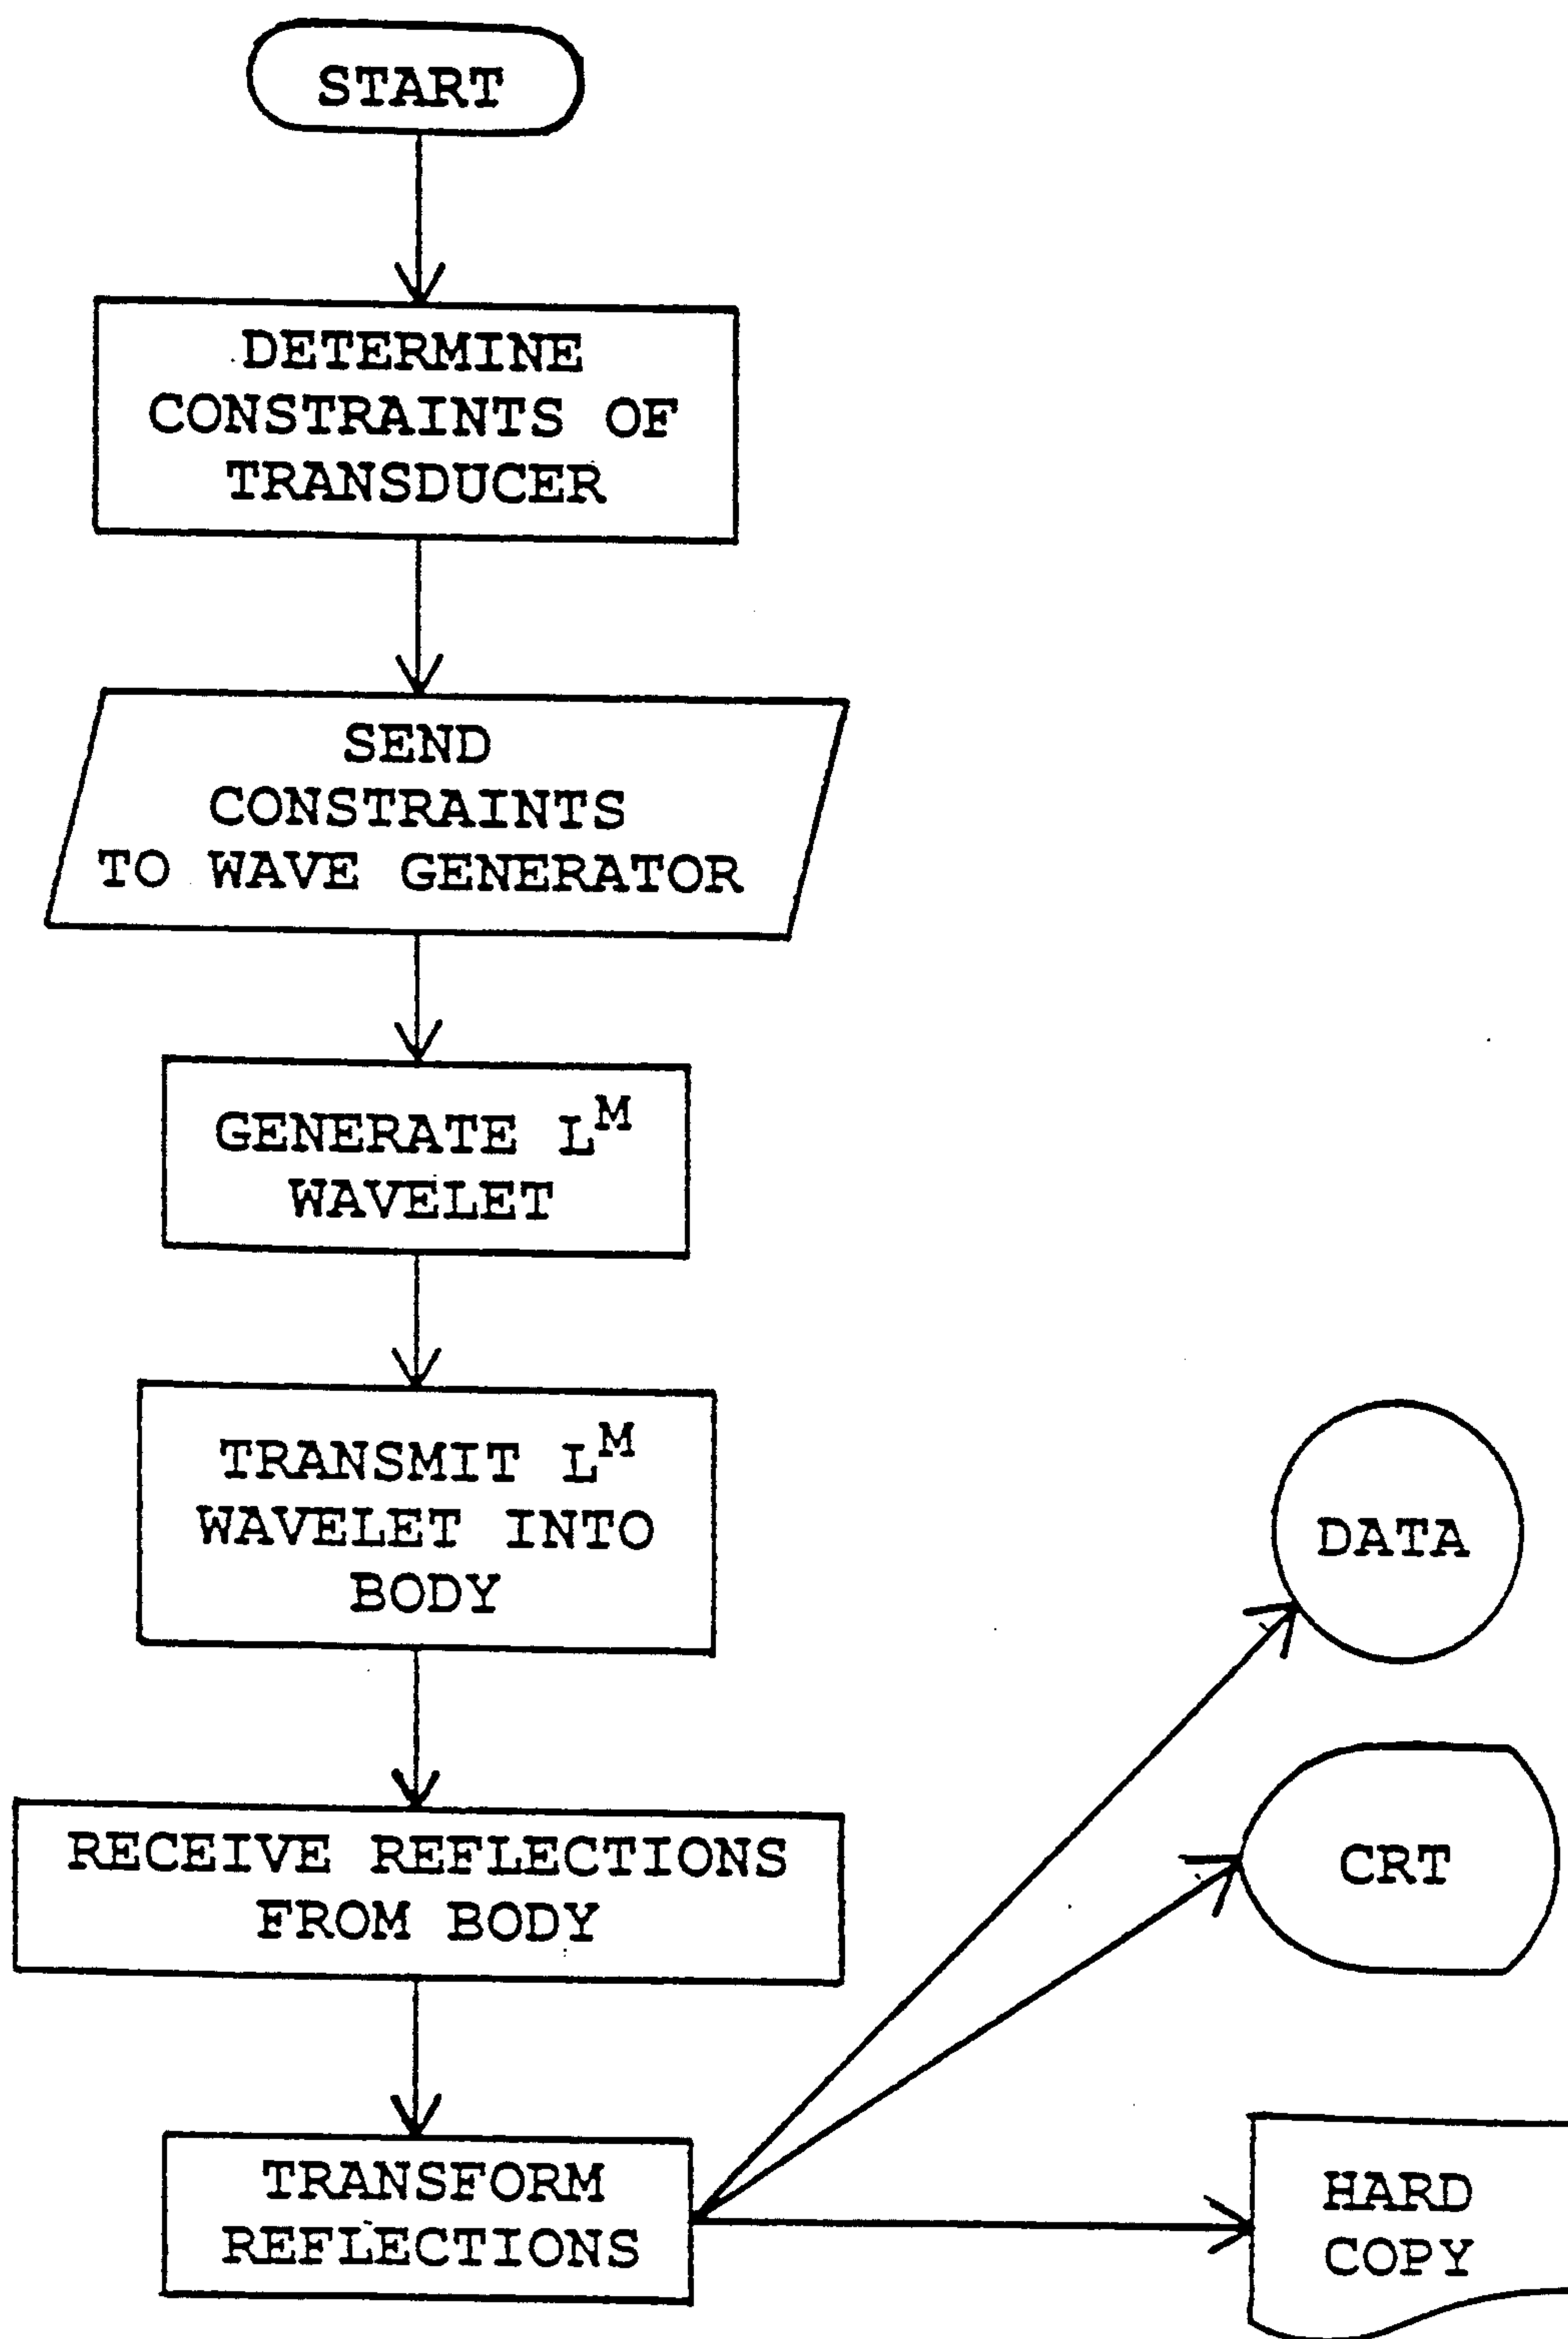 START
DETERMINE
CONSTRAINTS OF
TRANSDUCER
SEND
CONSTRAINTS
TO WAVE GENERATOR
GENERATE L^M
WAVELET
TRANSMIT L^M
WAVELET INTO
BODY
RECEIVE REFLECTIONS
FROM BODY
TRANSFORM
REFLECTIONS
DATA
CRT
HARD
COPY